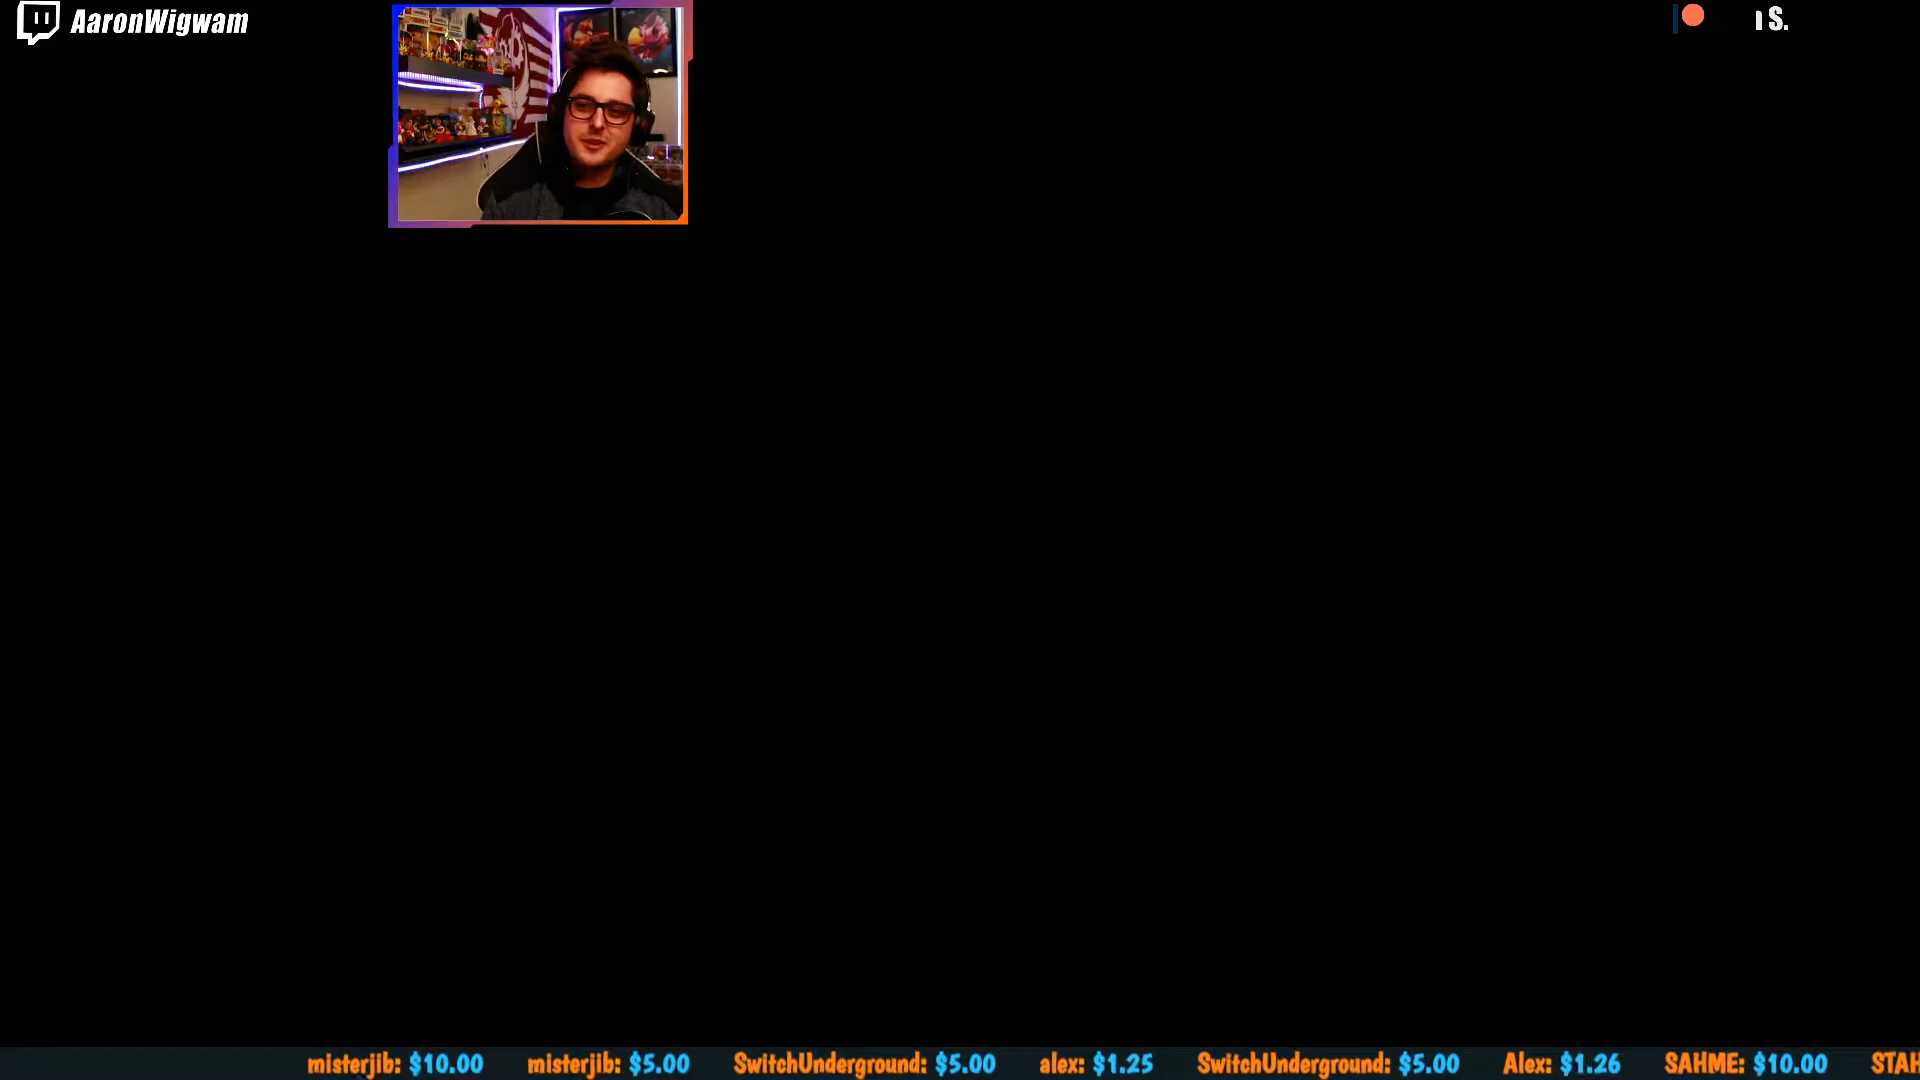 AaronWigwam
S.
misterjib: $10.00 misterjib: $5.00 SwitchUnderground: $5.00 alex: $1.25 SwitchUnderground: $5.00 Alex: $1.26 SAHME: $10.00 STAH